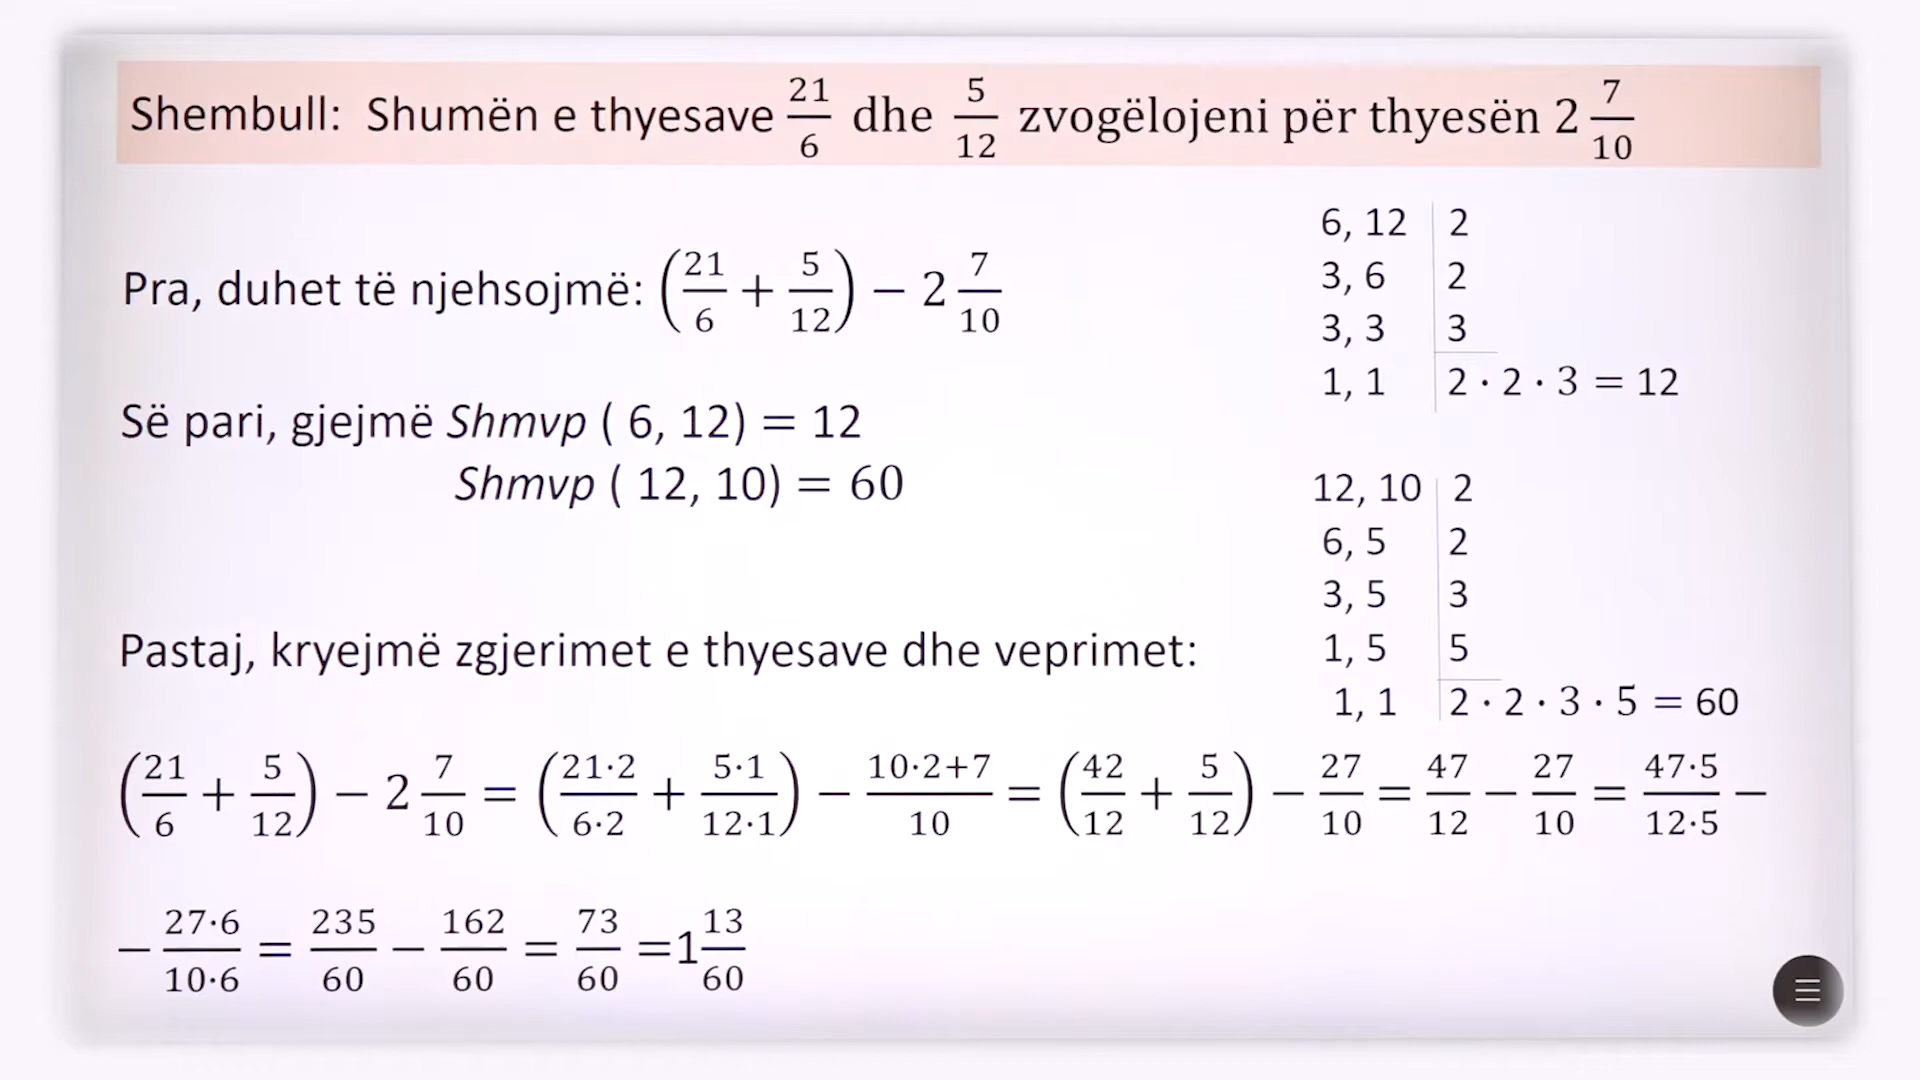 Shembull: Shumën e thyesave 21/6 dhe 5/12 zvogëlojeni për thyesën 2 7/10
Pra, duhet të njehsojmë: (21/6 + 5/12) − 2 7/10
Së pari, gjejmë Shmvp ( 6, 12) = 12
Shmvp ( 12, 10) = 60
6, 12 | 2
3, 6 | 2
3, 3 | 3
1, 1 | 2 · 2 · 3 = 12
12, 10 | 2
6, 5 | 2
3, 5 | 3
1, 5 | 5
1, 1 | 2 · 2 · 3 · 5 = 60
Pastaj, kryejmë zgjerimet e thyesave dhe veprimet:
(21/6 + 5/12) − 2 7/10 = (21·2/6·2 + 5·1/12·1) − 10·2+7/10 = (42/12 + 5/12) − 27/10 = 47/12 − 27/10 = 47·5/12·5 −
− 27·6/10·6 = 235/60 − 162/60 = 73/60 =1 13/60